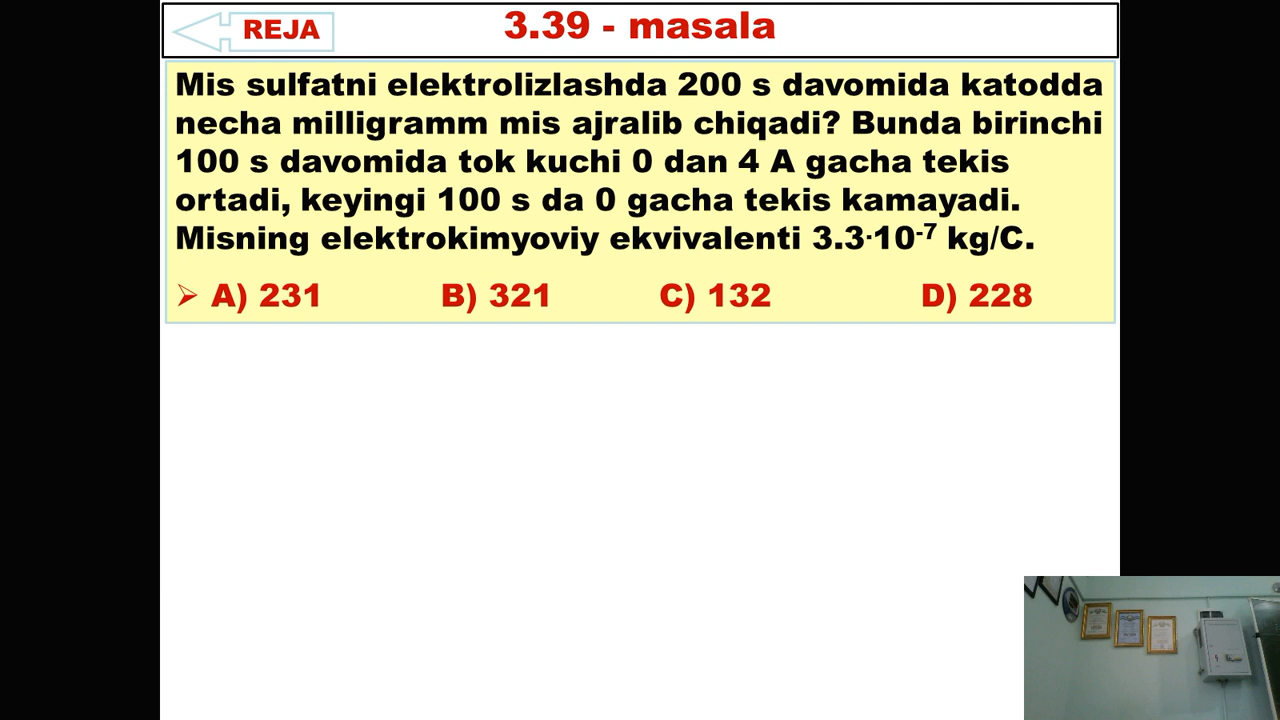 REJA
3.39 - masala
Mis sulfatni elektrolizlashda 200 s davomida katodda
necha milligramm mis ajralib chiqadi? Bunda birinchi
100 s davomida tok kuchi 0 dan 4 A gacha tekis
ortadi, keyingi 100 s da 0 gacha tekis kamayadi.
Misning elektrokimyoviy ekvivalenti 3.3·10⁻⁷ kg/C.
➢ A) 231 B) 321 C) 132 D) 228